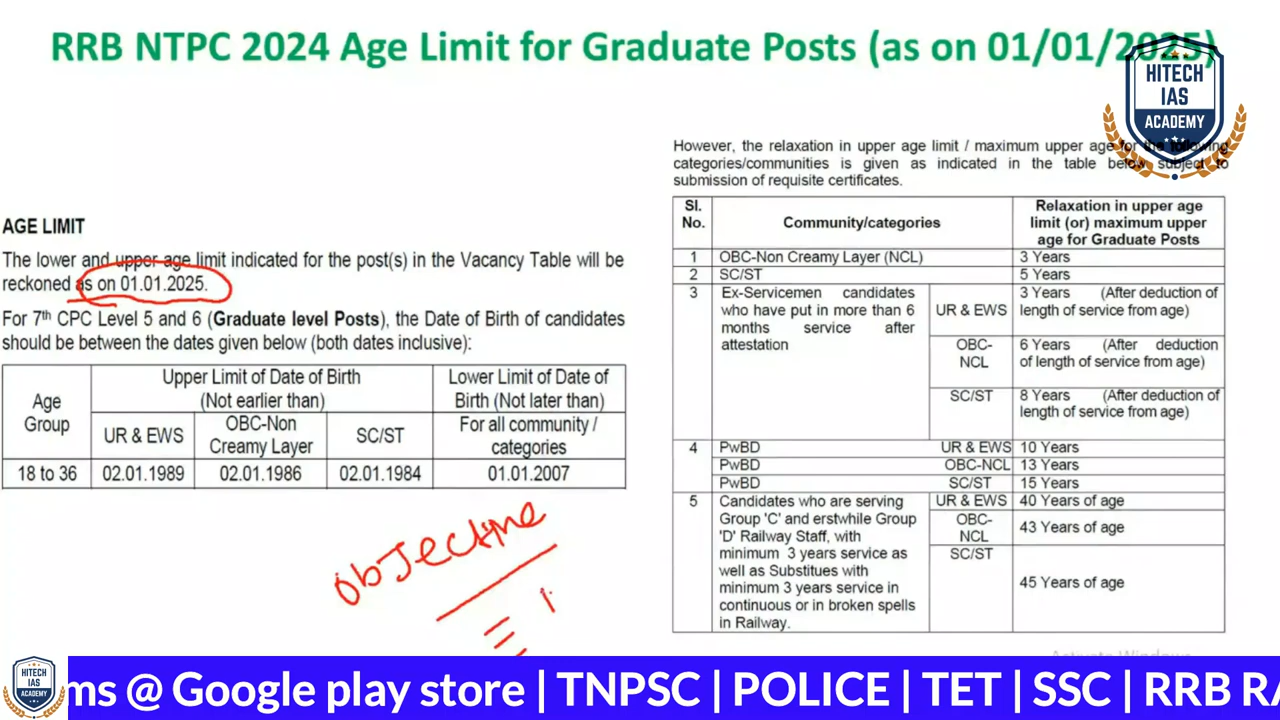 RRB NTPC 2024 Age Limit for Graduate Posts (as on 01/01/2025)
HITECH
IAS
ACADEMY
AGE LIMIT
The lower and upper age limit indicated for the post(s) in the Vacancy Table will be
reckoned as on 01.01.2025.
For 7th CPC Level 5 and 6 (Graduate level Posts), the Date of Birth of candidates
should be between the dates given below (both dates inclusive):
Age Group | Upper Limit of Date of Birth (Not earlier than) | Lower Limit of Date of Birth (Not later than)
UR & EWS | OBC-Non Creamy Layer | SC/ST | For all community / categories
18 to 36 | 02.01.1989 | 02.01.1986 | 02.01.1984 | 01.01.2007
objective
However, the relaxation in upper age limit / maximum upper age for the following
categories/communities is given as indicated in the table below subject to
submission of requisite certificates.
Sl. No. | Community/categories | Relaxation in upper age limit (or) maximum upper age for Graduate Posts
1 | OBC-Non Creamy Layer (NCL) | 3 Years
2 | SC/ST | 5 Years
3 | Ex-Servicemen candidates who have put in more than 6 months service after attestation | UR & EWS | 3 Years (After deduction of length of service from age)
OBC-NCL | 6 Years (After deduction of length of service from age)
SC/ST | 8 Years (After deduction of length of service from age)
4 | PwBD | UR & EWS | 10 Years
PwBD | OBC-NCL | 13 Years
PwBD | SC/ST | 15 Years
5 | Candidates who are serving Group 'C' and erstwhile Group 'D' Railway Staff, with minimum 3 years service as well as Substitues with minimum 3 years service in continuous or in broken spells in Railway. | UR & EWS | 40 Years of age
OBC-NCL | 43 Years of age
SC/ST | 45 Years of age
HITECH
IAS
ACADEMY
ms @ Google play store | TNPSC | POLICE | TET | SSC | RRB RA